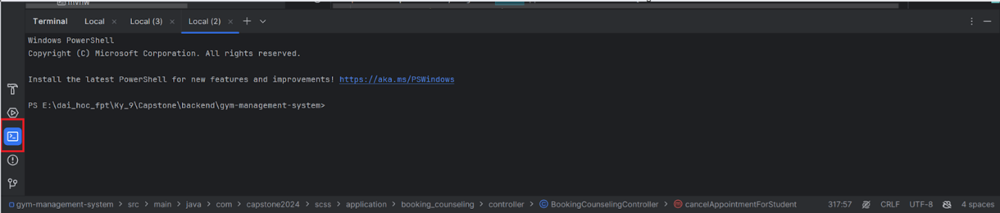 mvnw
Terminal Local × Local (3) × Local (2) ×
Windows PowerShell
Copyright (C) Microsoft Corporation. All rights reserved.
Install the latest PowerShell for new features and improvements! https://aka.ms/PSWindows
PS E:\dai_hoc_fpt\Ky_9\Capstone\backend\gym-management-system>
gym-management-system > src > main > java > com > capstone2024 > scss > application > booking_counseling > controller > BookingCounselingController > cancelAppointmentForStudent 317:57 CRLF UTF-8 4 spaces